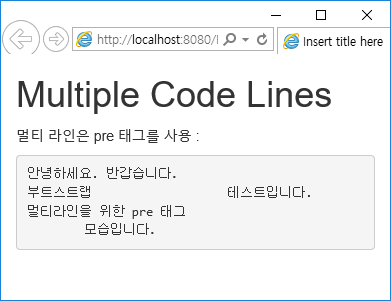 http://localhost:8080/
Insert title here
Multiple Code Lines
멀티 라인은 pre 태그를 사용 :
안녕하세요. 반갑습니다.
부트스트랩                테스트입니다.
멀티라인을 위한 pre 태그
        모습입니다.